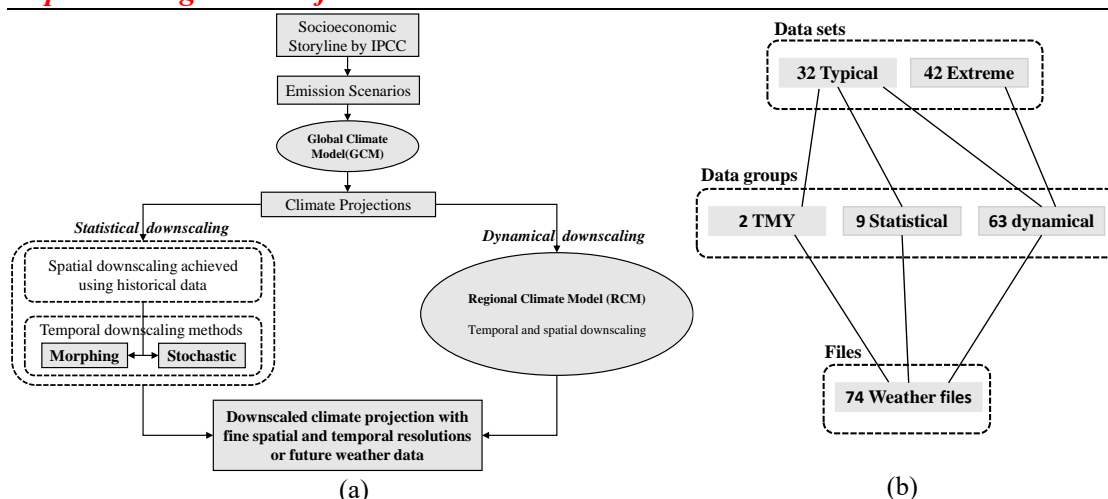 Socioeconomic
Storyline by IPCC
Emission Scenarios
Global Climate
Model(GCM)
Climate Projections
Statistical downscaling
Dynamical downscaling
Spatial downscaling achieved
using historical data
Temporal downscaling methods
Morphing
Stochastic
Regional Climate Model (RCM)
Temporal and spatial downscaling
Downscaled climate projection with
fine spatial and temporal resolutions
or future weather data
(a)
Data sets
32 Typical
42 Extreme
Data groups
2 TMY
9 Statistical
63 dynamical
Files
74 Weather files
(b)